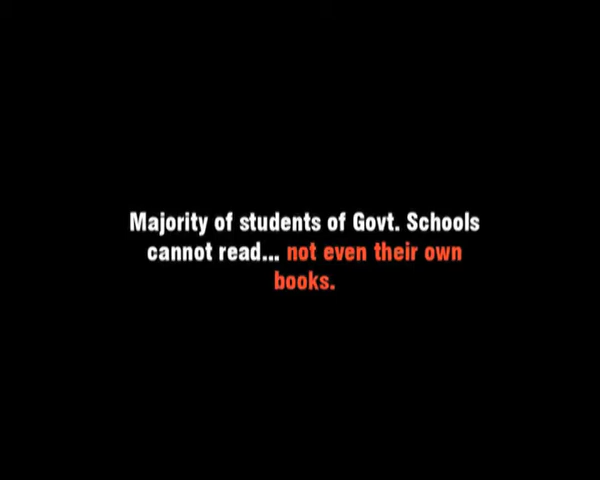 Majority of students of Govt. Schools
cannot read... not even their own
books.